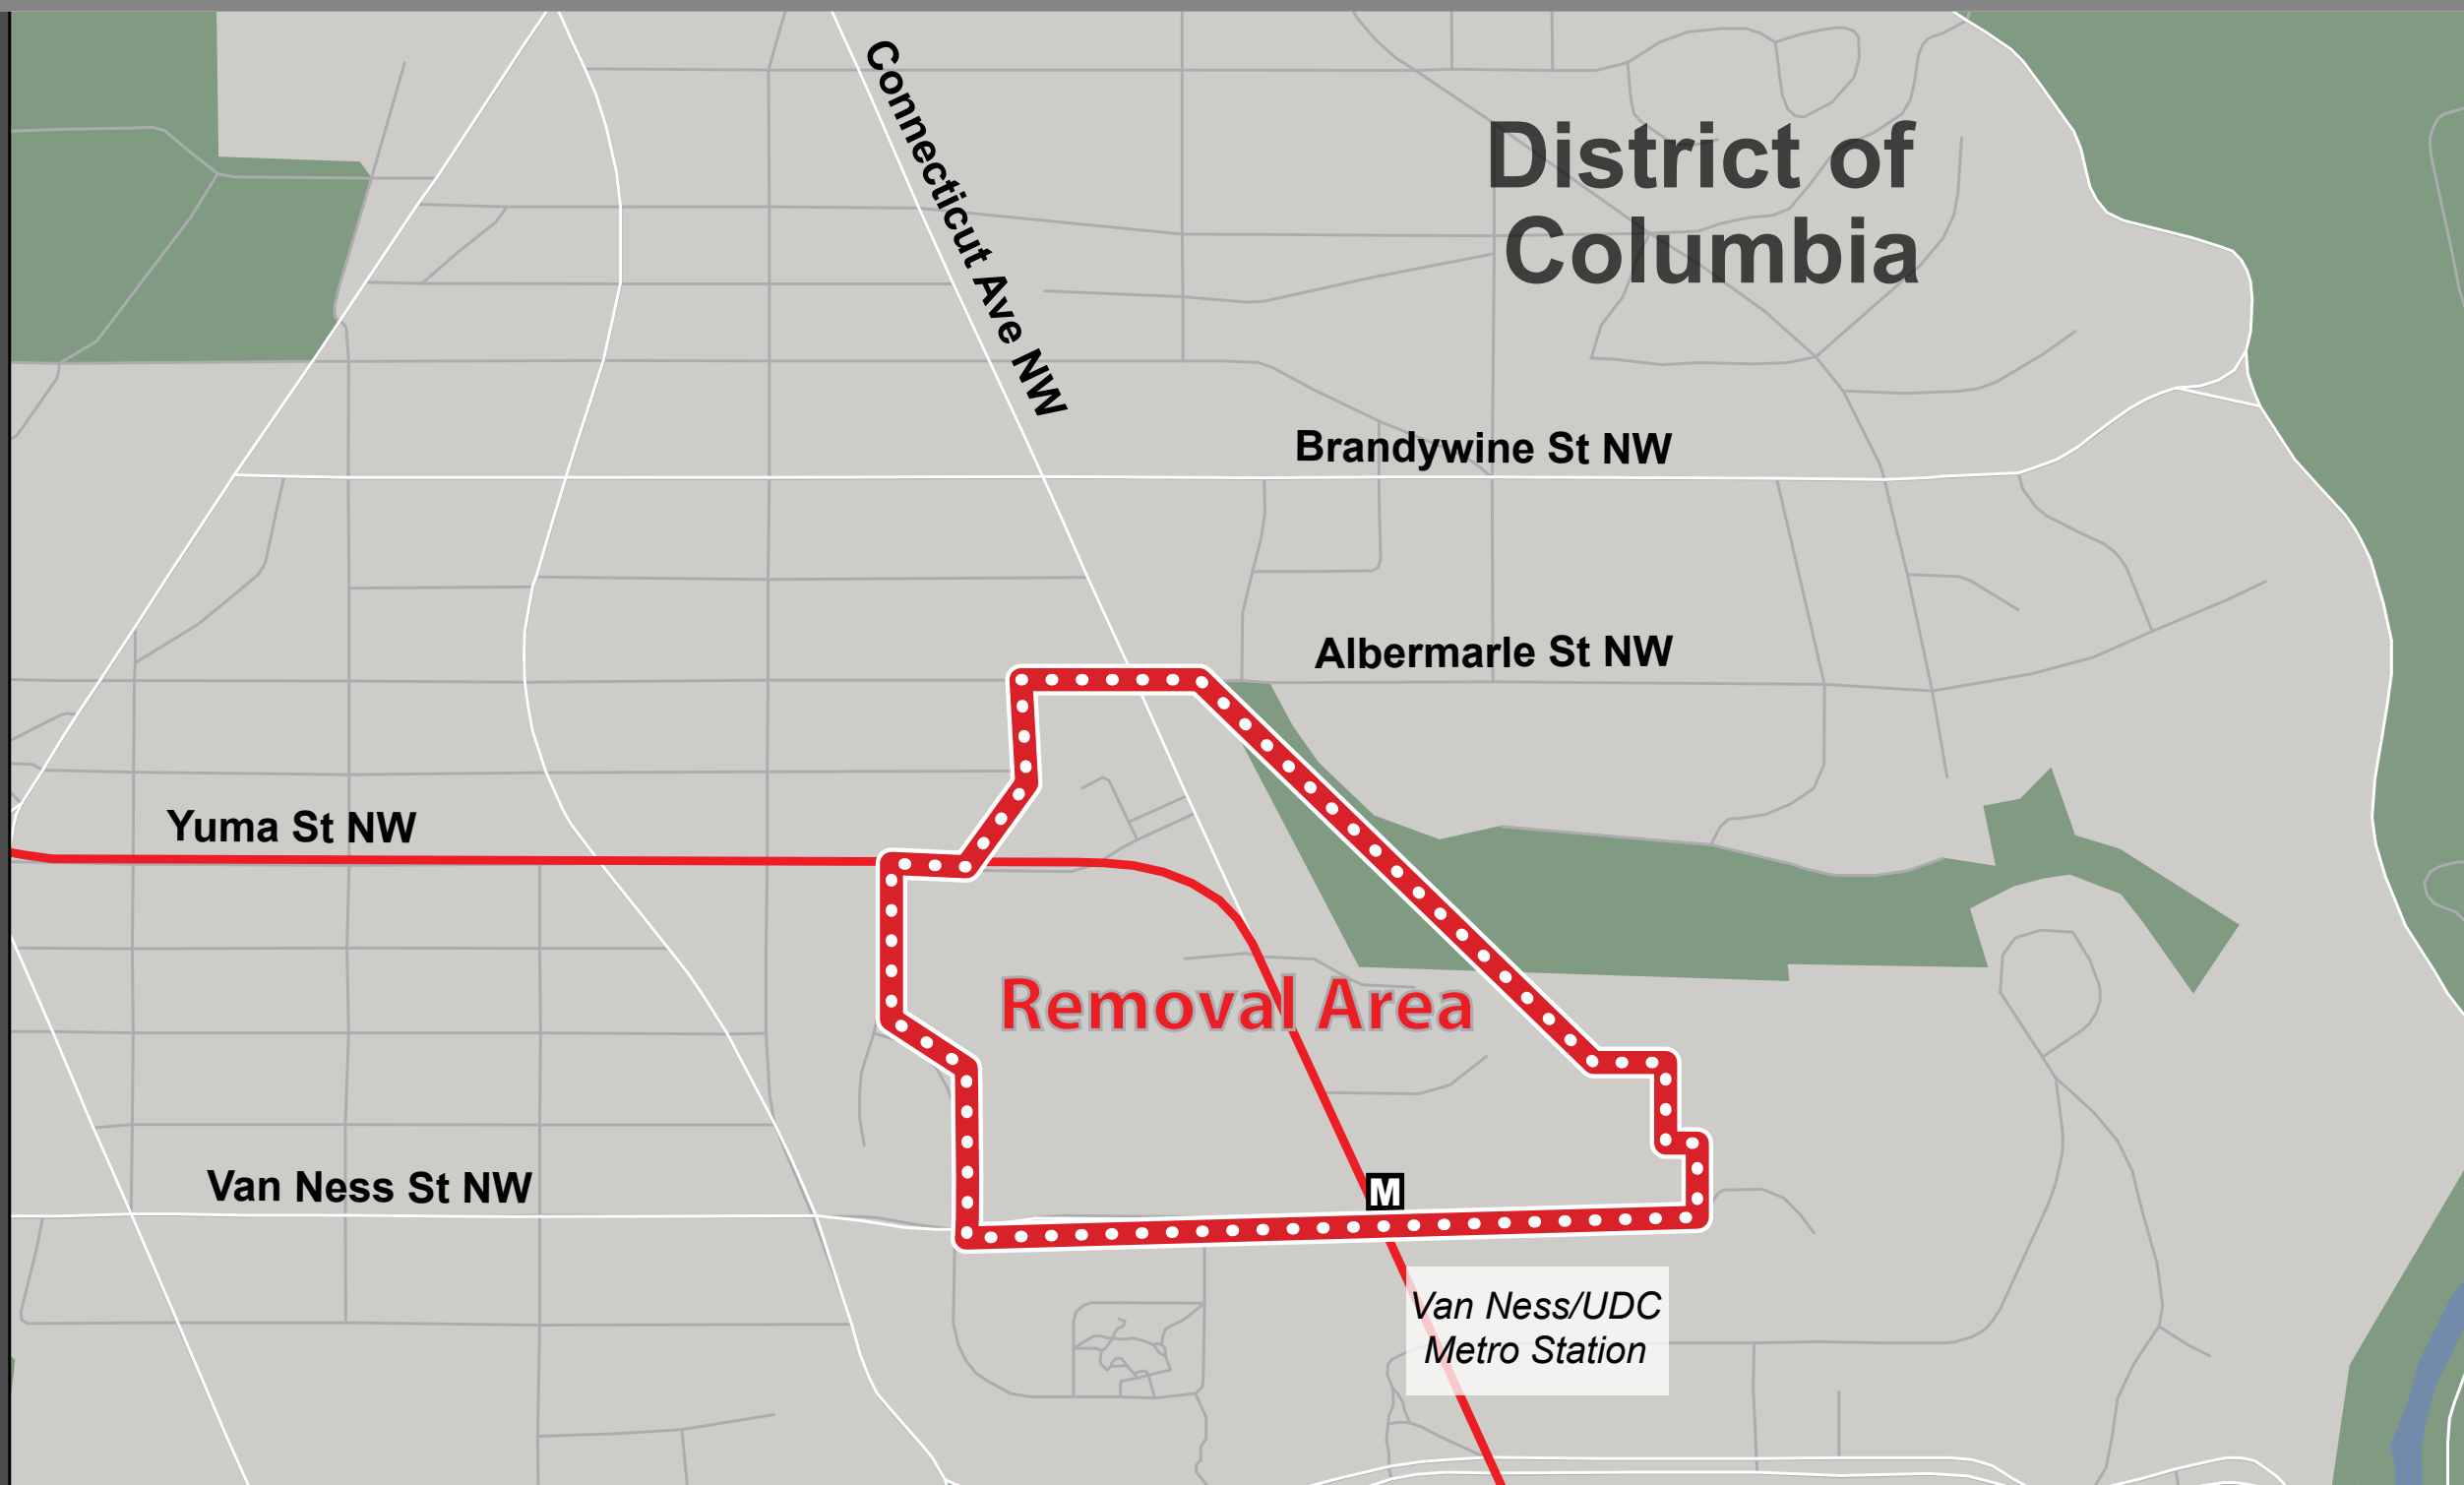 Connecticut Ave NW
District of
Columbia
Brandywine St NW
Albermarle St NW
Yuma St NW
Removal Area
Van Ness St NW
M
Van Ness/UDC
Metro Station